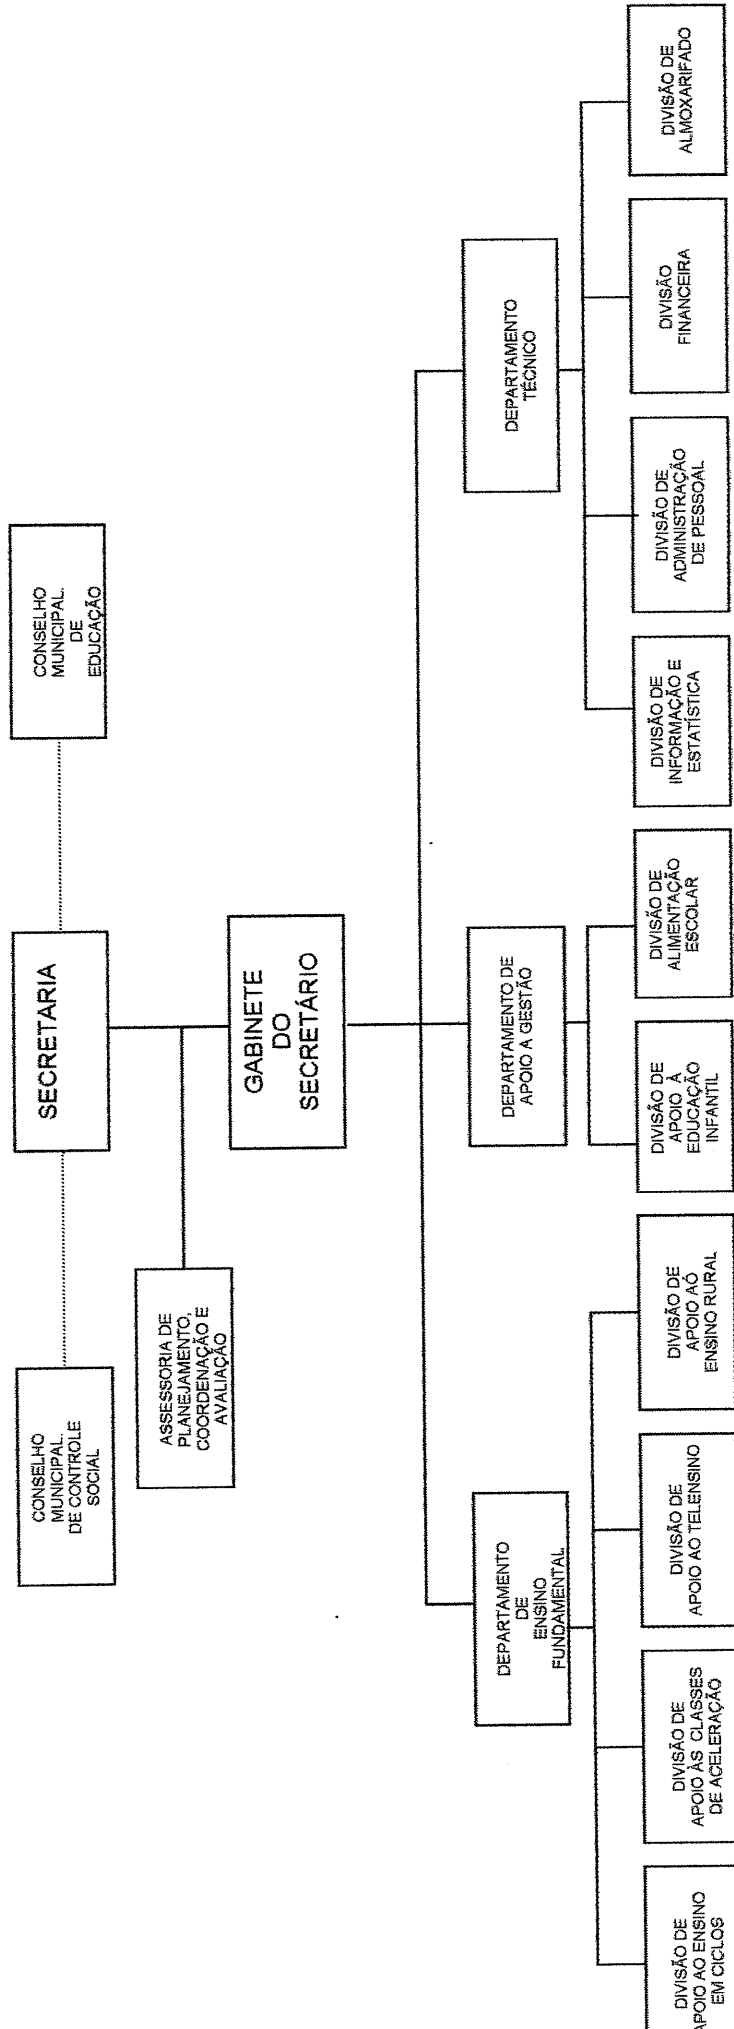 CONSELHO
MUNICIPAL.
DE CONTROLE
SOCIAL
SECRETARIA
CONSELHO
MUNICIPAL.
DE
EDUCAÇÃO
ASSESSORIA DE
PLANEJAMENTO,
COORDENAÇÃO E
AVALIAÇÃO
GABINETE
DO
SECRETÁRIO
DEPARTAMENTO
DE
ENSINO
FUNDAMENTAL
DEPARTAMENTO DE
APOIO A GESTÃO
DEPARTAMENTO
TÉCNICO
DIVISÃO DE
APOIO AO ENSINO
EM CICLOS
DIVISÃO DE
APOIO ÀS CLASSES
DE ACELERAÇÃO
DIVISÃO DE
APOIO AO TELENSINO
DIVISÃO DE
APOIO AÓ
ENSINO RURAL
DIVISÃO DE
APOIO À
EDUCAÇÃO
INFANTIL
DIVISÃO DE
ALIMENTAÇÃO
ESCOLAR
DIVISÃO DE
INFORMAÇÃO E
ESTATÍSTICA
DIVISÃO DE
ADMINISTRAÇÃO
DE PESSOAL
DIVISÃO
FINANCEIRA
DIVISÃO DE
ALMOXARIFADO